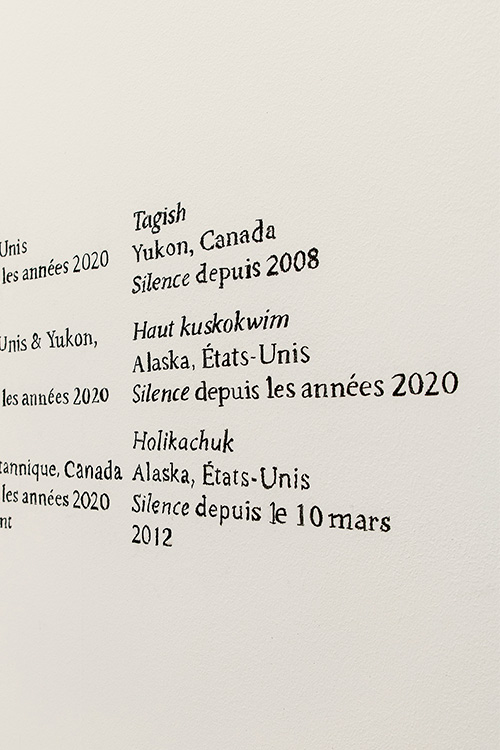 Unis
les années 2020
Unis & Yukon,
les années 2020
Canada
les années 2020
Tagish
Yukon, Canada
Silence depuis 2008
Haut kuskokwim
Alaska, États-Unis
Silence depuis les années 2020
Holikachuk
Alaska, États-Unis
Silence depuis le 10 mars
2012